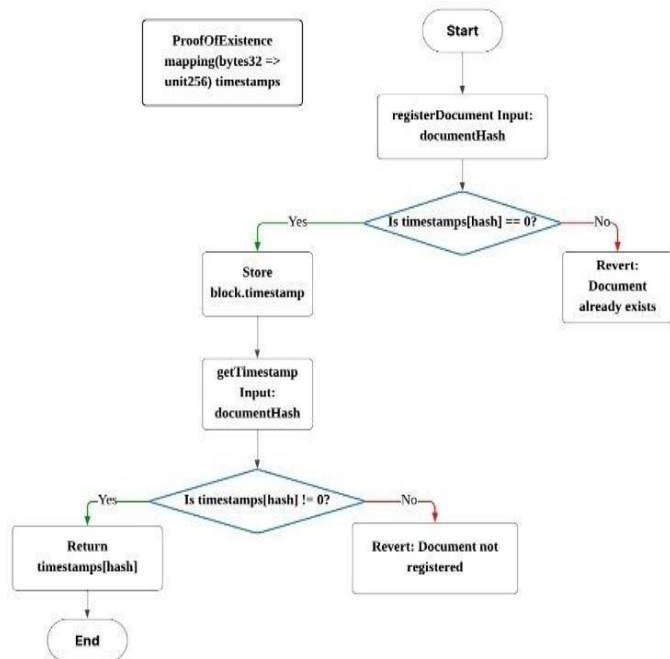 Start
ProofOfExistence
mapping(bytes32 =>
unit256) timestamps
registerDocument Input:
documentHash
Is timestamps[hash] == 0?
Yes
No
Store
block.timestamp
Revert:
Document
already exists
getTimestamp
Input:
documentHash
Is timestamps[hash] != 0?
Yes
No
Return
timestamps[hash]
Revert: Document not
registered
End